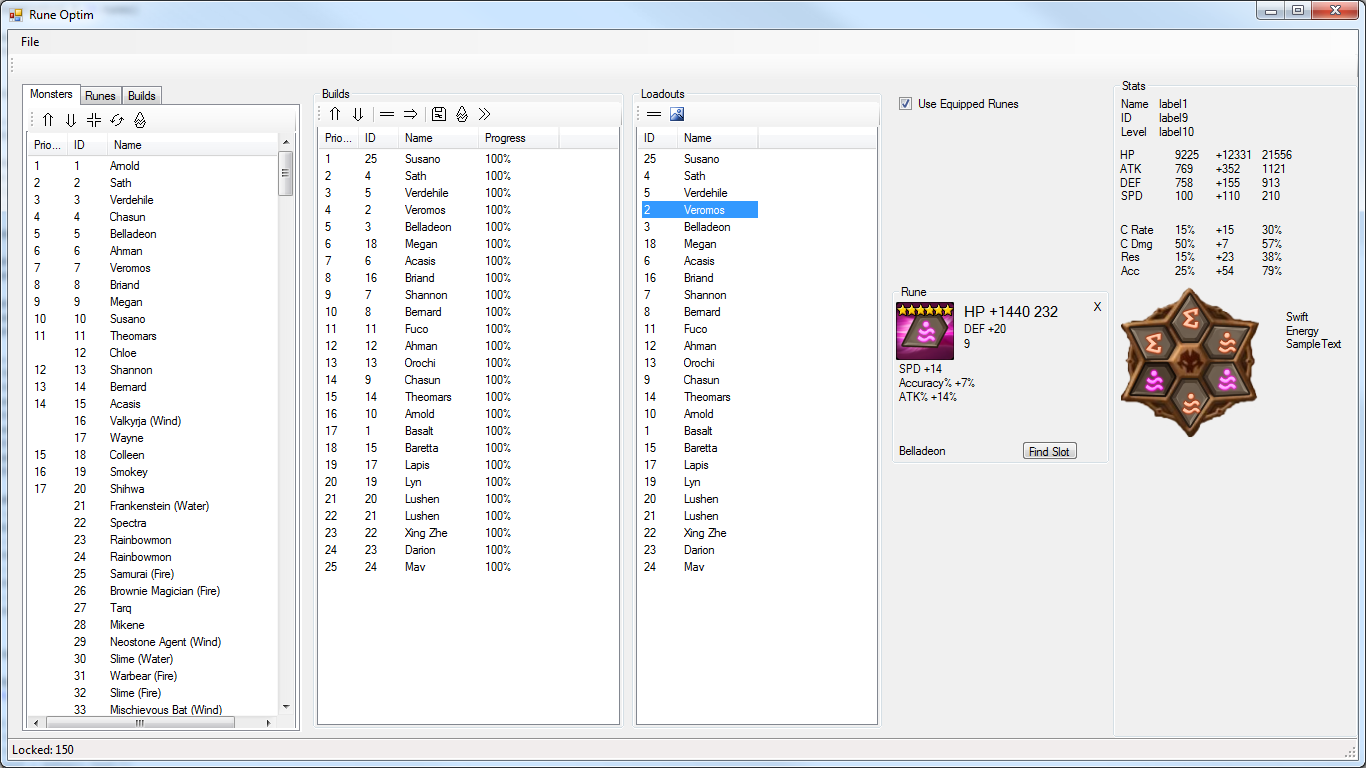 Rune Optim
File
Monsters Runes Builds
Prio... ID Name
1 1 Arnold
2 2 Sath
3 3 Verdehile
4 4 Chasun
5 5 Belladeon
6 6 Ahman
7 7 Veromos
8 8 Briand
9 9 Megan
10 10 Susano
11 11 Theomars
12 Chloe
12 13 Shannon
13 14 Bernard
14 15 Acasis
16 Valkyrja (Wind)
17 Wayne
15 18 Colleen
16 19 Smokey
17 20 Shihwa
21 Frankenstein (Water)
22 Spectra
23 Rainbowmon
24 Rainbowmon
25 Samurai (Fire)
26 Brownie Magician (Fire)
27 Tarq
28 Mikene
29 Neostone Agent (Wind)
30 Slime (Water)
31 Warbear (Fire)
32 Slime (Fire)
33 Mischievous Bat (Wind)
Builds
Prio... ID Name Progress
1 25 Susano 100%
2 4 Sath 100%
3 5 Verdehile 100%
4 2 Veromos 100%
5 3 Belladeon 100%
6 18 Megan 100%
7 6 Acasis 100%
8 16 Briand 100%
9 7 Shannon 100%
10 8 Bernard 100%
11 11 Fuco 100%
12 12 Ahman 100%
13 13 Orochi 100%
14 9 Chasun 100%
15 14 Theomars 100%
16 10 Arnold 100%
17 1 Basalt 100%
18 15 Baretta 100%
19 17 Lapis 100%
20 19 Lyn 100%
21 20 Lushen 100%
22 21 Lushen 100%
23 22 Xing Zhe 100%
24 23 Darion 100%
25 24 Mav 100%
Loadouts
ID Name
25 Susano
4 Sath
5 Verdehile
2 Veromos
3 Belladeon
18 Megan
6 Acasis
16 Briand
7 Shannon
8 Bernard
11 Fuco
12 Ahman
13 Orochi
9 Chasun
14 Theomars
10 Arnold
1 Basalt
15 Baretta
17 Lapis
19 Lyn
20 Lushen
21 Lushen
22 Xing Zhe
23 Darion
24 Mav
Use Equipped Runes
Rune
X
HP +1440 232
DEF +20
9
SPD +14
Accuracy% +7%
ATK% +14%
Belladeon Find Slot
Stats
Name label1
ID label9
Level label10
HP 9225 +12331 21556
ATK 769 +352 1121
DEF 758 +155 913
SPD 100 +110 210
C Rate 15% +15 30%
C Dmg 50% +7 57%
Res 15% +23 38%
Acc 25% +54 79%
Swift
Energy
SampleText
Locked: 150